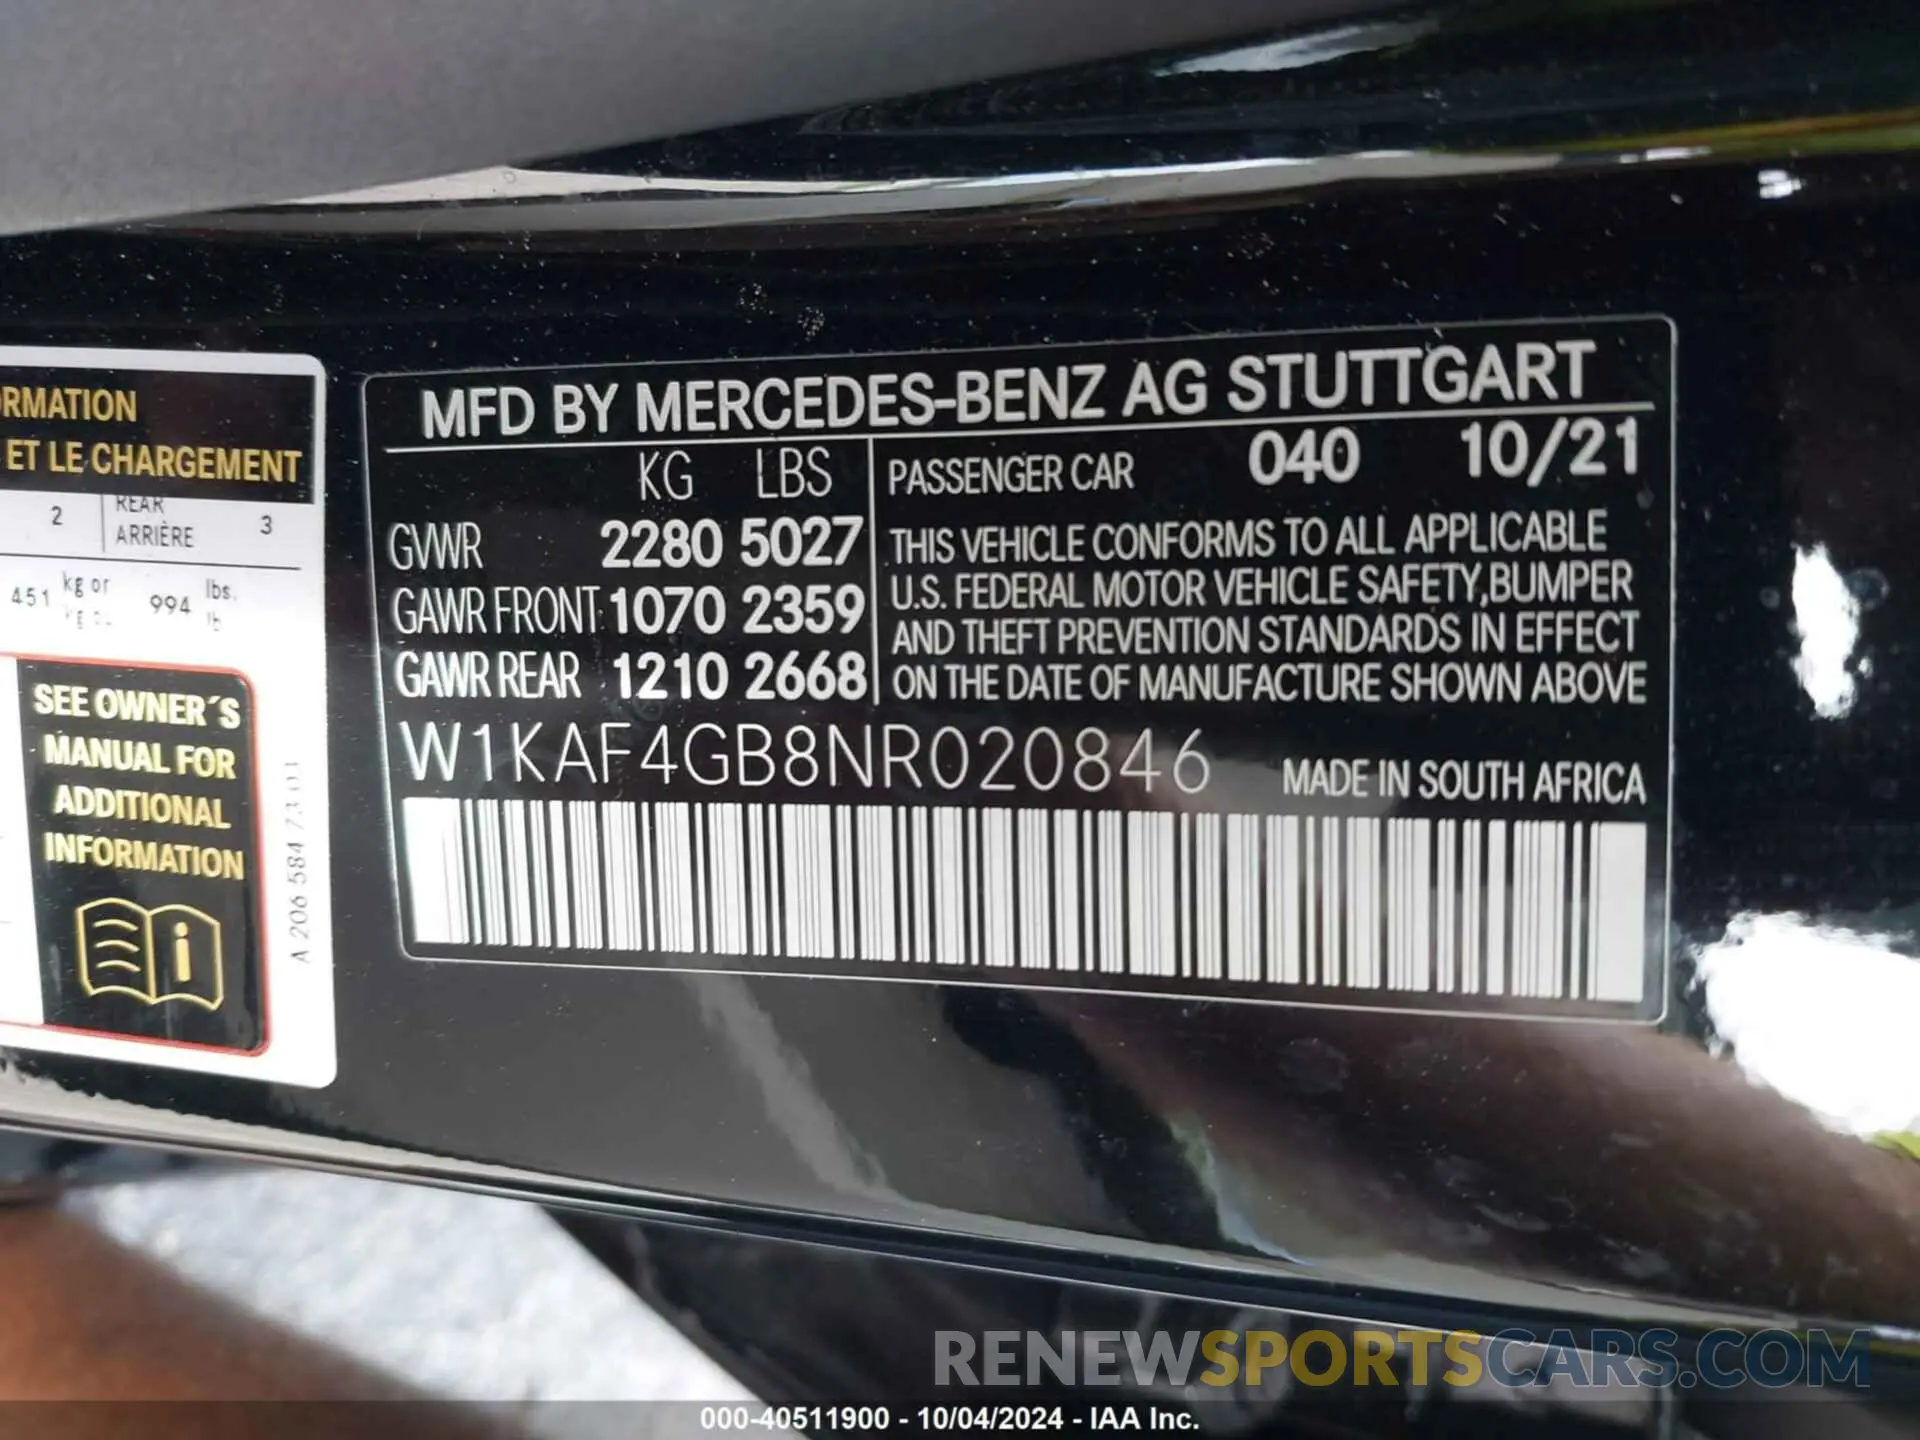 RMATION
ET LE CHARGEMENT
2 REAR ARRIÈRE 3
451 kg or 994 lbs.
kg lb
SEE OWNER´S
MANUAL FOR
ADDITIONAL
INFORMATION
i
A 206 584
MFD BY MERCEDES-BENZ AG STUTTGART
KG LBS
GVWR 2280 5027
GAWR FRONT 1070 2359
GAWR REAR 1210 2668
PASSENGER CAR 040 10/21
THIS VEHICLE CONFORMS TO ALL APPLICABLE
U.S. FEDERAL MOTOR VEHICLE SAFETY,BUMPER
AND THEFT PREVENTION STANDARDS IN EFFECT
ON THE DATE OF MANUFACTURE SHOWN ABOVE
W1KAF4GB8NR020846 MADE IN SOUTH AFRICA
RENEWSPORTSCARS.COM
000-40511900 - 10/04/2024 - IAA Inc.